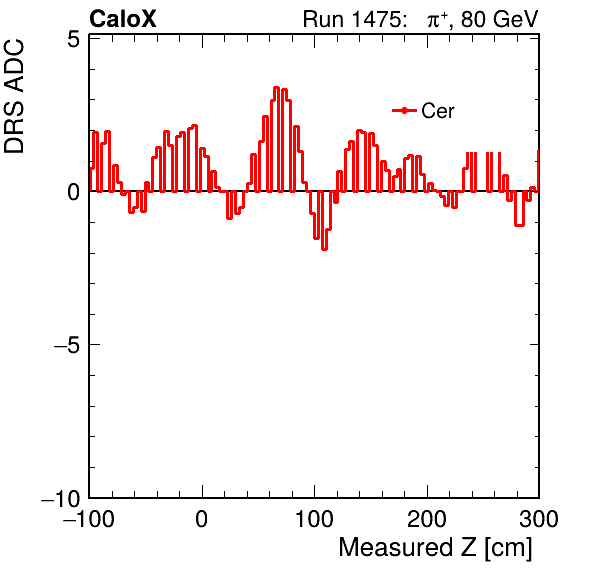 CaloX Run 1475: π⁺, 80 GeV
DRS ADC
5
Cer
0
−5
−10
−100 0 100 200 300
Measured Z [cm]